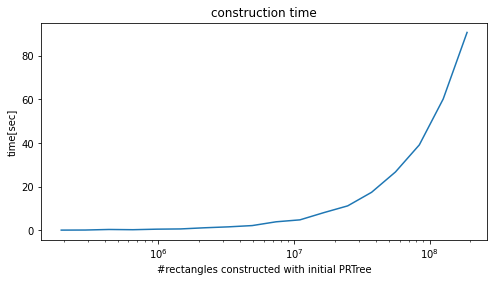 construction time
time[sec]
80
60
40
20
0
10^6
10^7
10^8
#rectangles constructed with initial PRTree